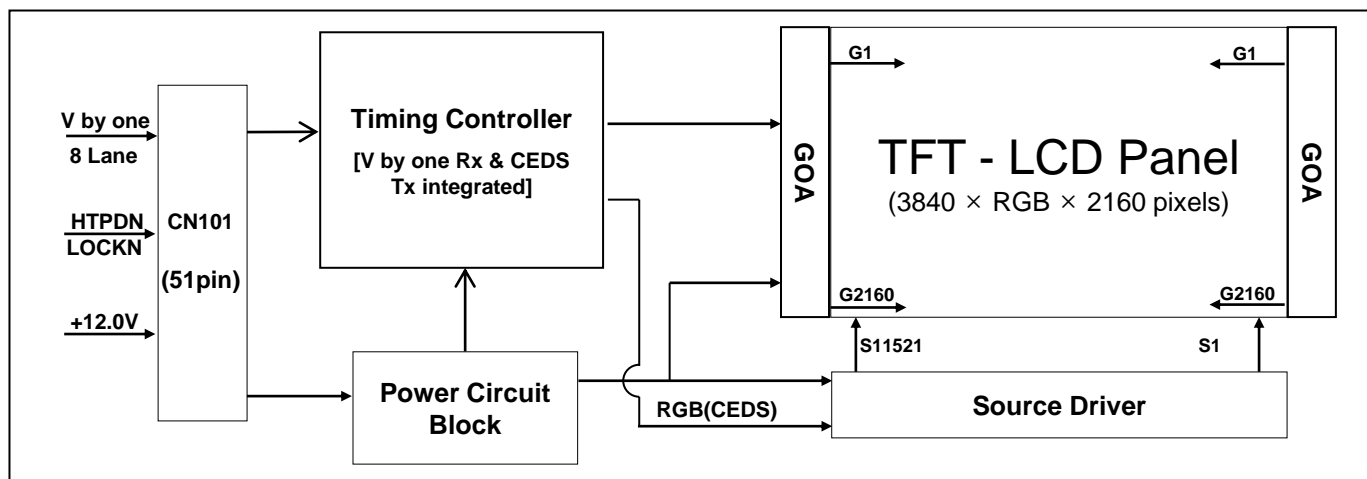 V by one
8 Lane
HTPDN
LOCKN
+12.0V
CN101
(51pin)
Timing Controller
[V by one Rx & CEDS
Tx integrated]
Power Circuit
Block
RGB(CEDS)
GOA
G1
G1
TFT - LCD Panel
(3840 × RGB × 2160 pixels)
G2160
G2160
GOA
S11521
S1
Source Driver